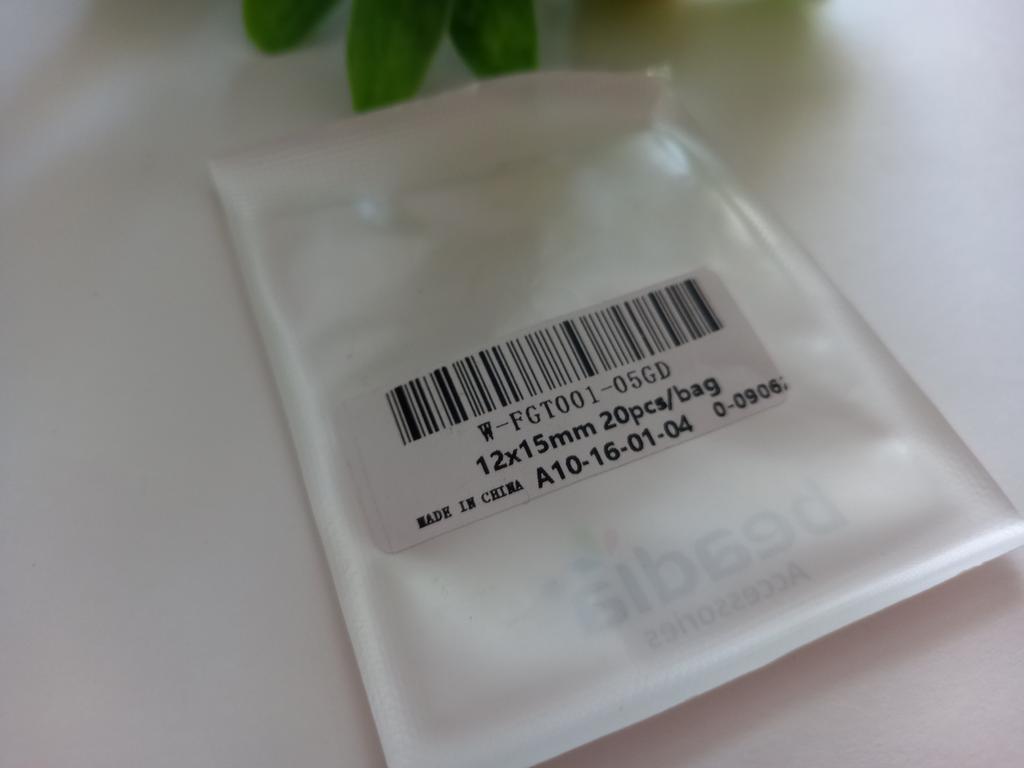 W-FGT001-05GD
12x15mm 20pcs/bag
A10-16-01-04
MADE IN CHINA
beadia
Accessories